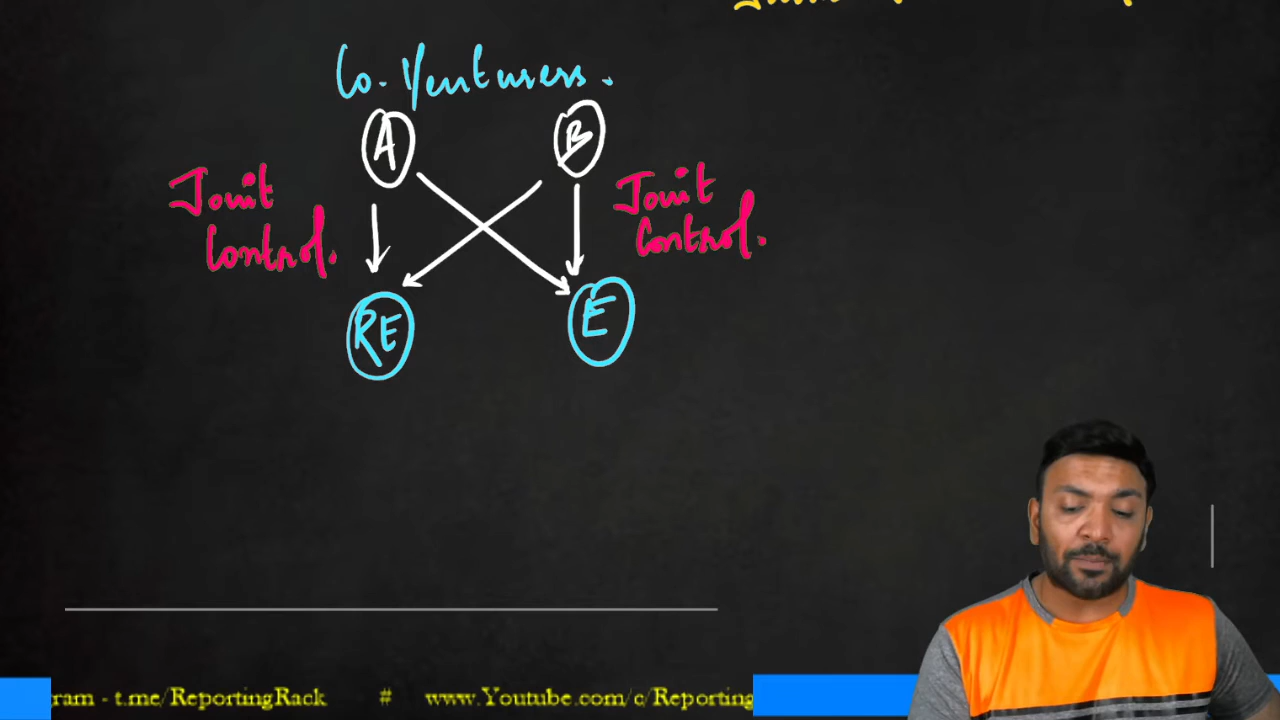 Co-Venturers.
A
B
Joint
Control.
Joint
Control.
RE
E
ram - t.me/ReportingRack # www.Youtube.com/c/Reporting